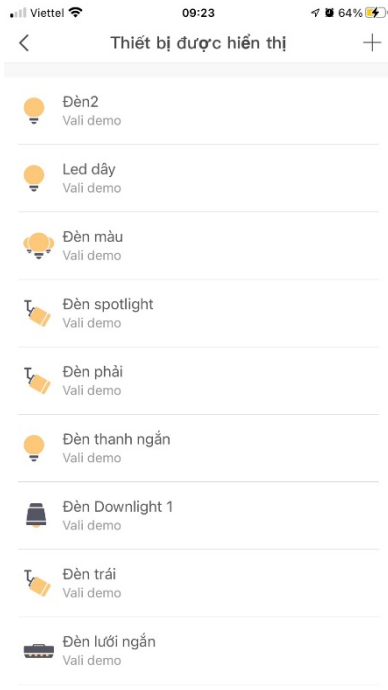 Viettel 09:23 64%
Thiết bị được hiển thị
Đèn2
Vali demo
Led dây
Vali demo
Đèn màu
Vali demo
Đèn spotlight
Vali demo
Đèn phải
Vali demo
Đèn thanh ngắn
Vali demo
Đèn Downlight 1
Vali demo
Đèn trái
Vali demo
Đèn lưới ngắn
Vali demo